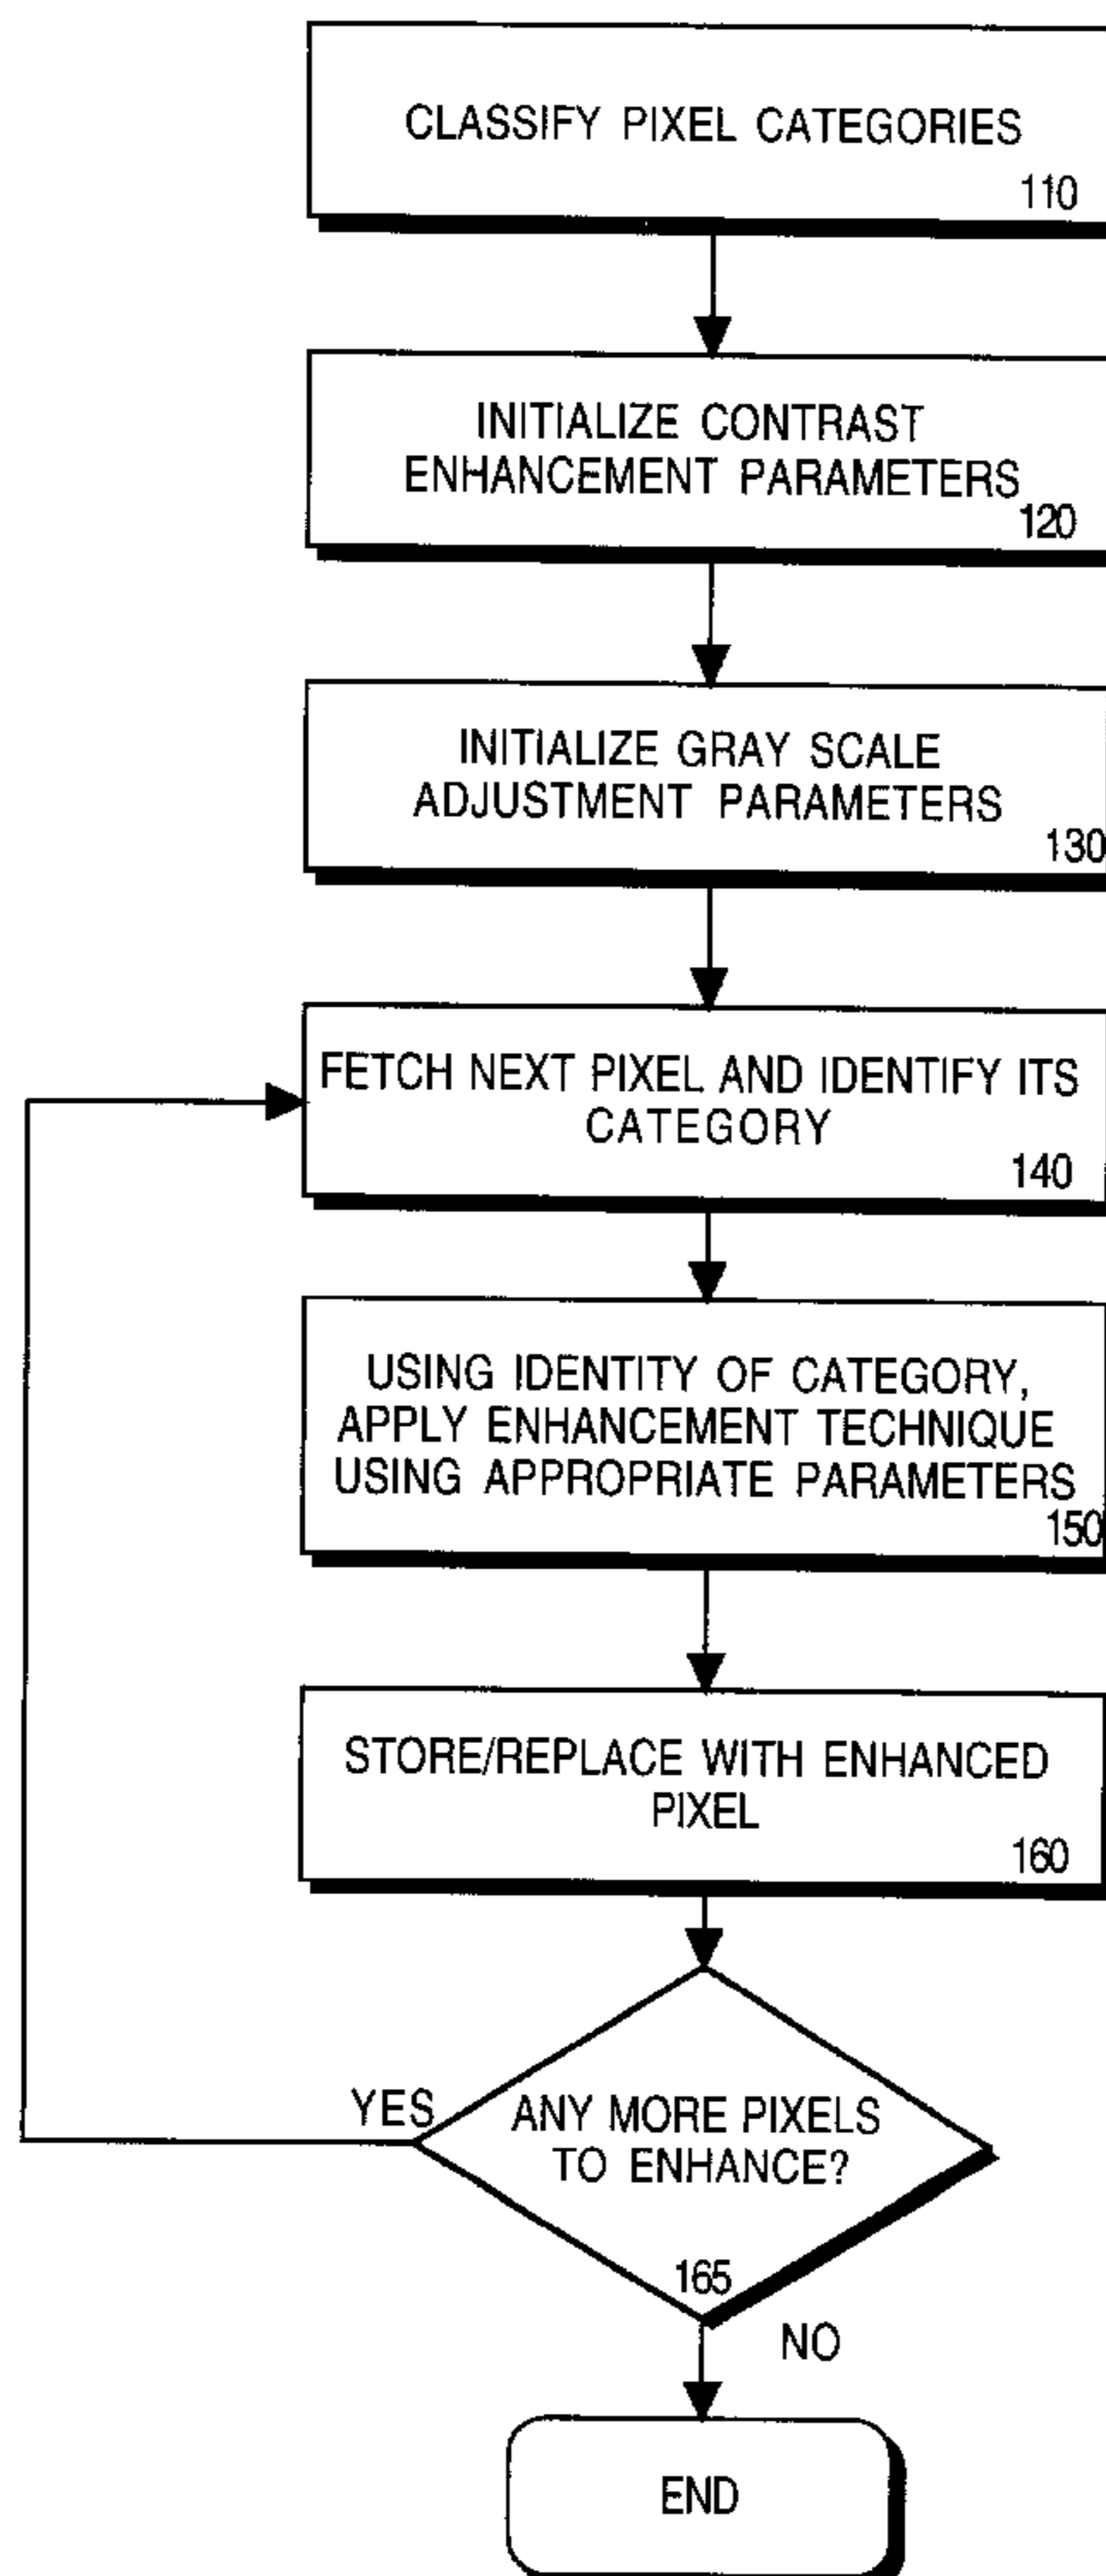 CLASSIFY PIXEL CATEGORIES
110
INITIALIZE CONTRAST
ENHANCEMENT PARAMETERS
120
INITIALIZE GRAY SCALE
ADJUSTMENT PARAMETERS
130
FETCH NEXT PIXEL AND IDENTIFY ITS
CATEGORY
140
USING IDENTITY OF CATEGORY,
APPLY ENHANCEMENT TECHNIQUE
USING APPROPRIATE PARAMETERS
150
STORE/REPLACE WITH ENHANCED
PIXEL
160
YES
ANY MORE PIXELS
TO ENHANCE?
165
NO
END